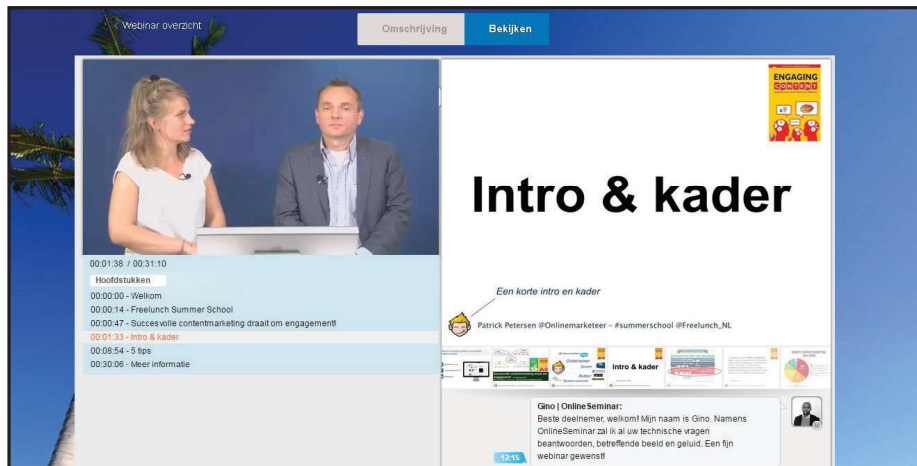 Webinar overzicht
Omschrijving
Bekijken
00:01:38 / 00:31:10
Hoofdstukken
00:00:00 - Welkom
00:00:14 - Freelunch Summer School
00:00:47 - Succesvolle contentmarketing draait om engagement!
00:01:33 - Intro & kader
00:08:54 - 5 tips
00:30:06 - Meer informatie
ENGAGING
CONTENT
Intro & kader
Een korte intro en kader
Patrick Petersen @Onlinemarketeer - #summerschool @Freelunch_NL
Intro & kader
Gino | OnlineSeminar:
Beste deelnemer, welkom! Mijn naam is Gino. Namens
OnlineSeminar zal ik al uw technische vragen
beantwoorden, betreffende beeld en geluid. Een fijn
webinar gewenst!
12:15